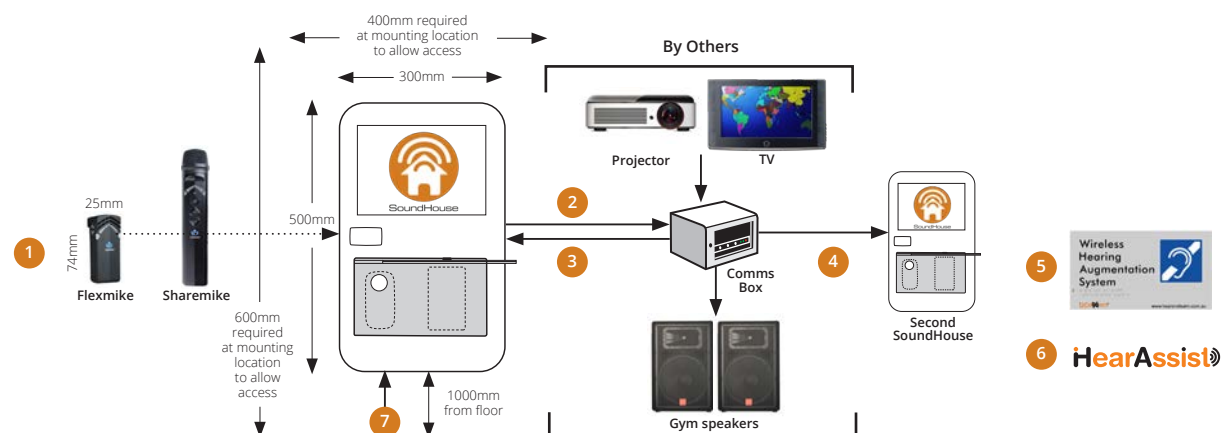 400mm required
at mounting location
to allow access
300mm
By Others
Projector
TV
SoundHouse
25mm
74mm
1
Flexmike
Sharemike
500mm
600mm
required
at mounting
location
to allow
access
2
3
Comms
Box
4
SoundHouse
Second
SoundHouse
5
Wireless
Hearing
Augmentation
System
6
HearAssist
7
1000mm
from floor
Gym speakers